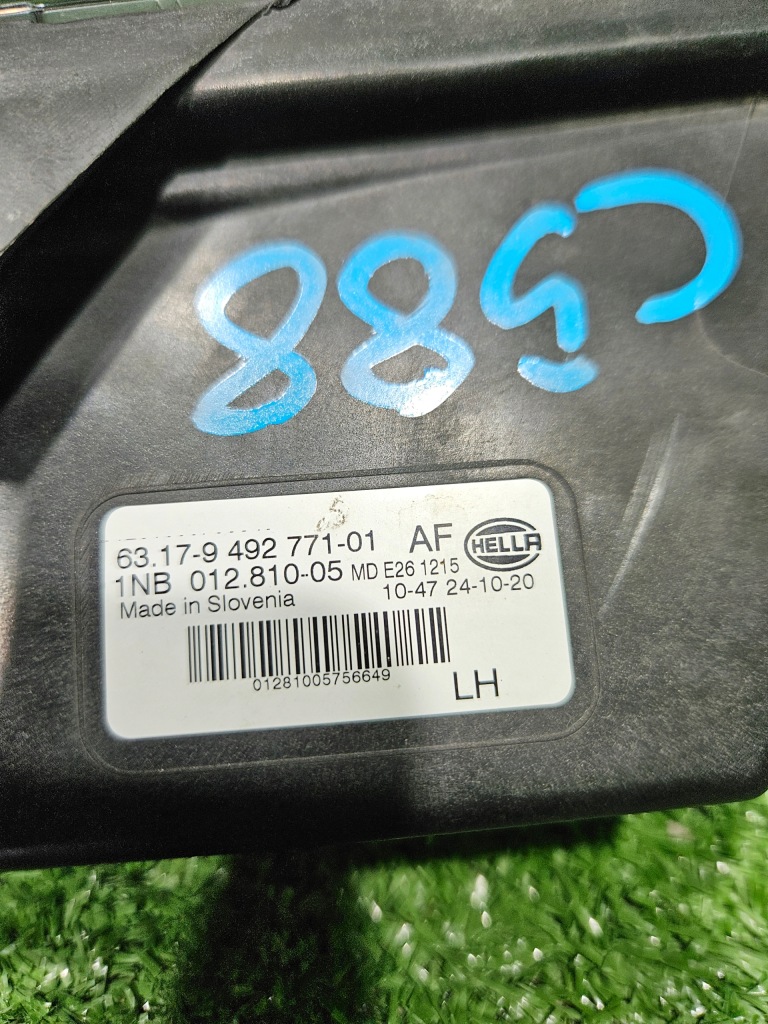 88
63.17-9 492 771-01 AF HELLA
1NB 012.810-05 MD E26 1215
Made in Slovenia 10-47 24-10-20
01281005756649
LH